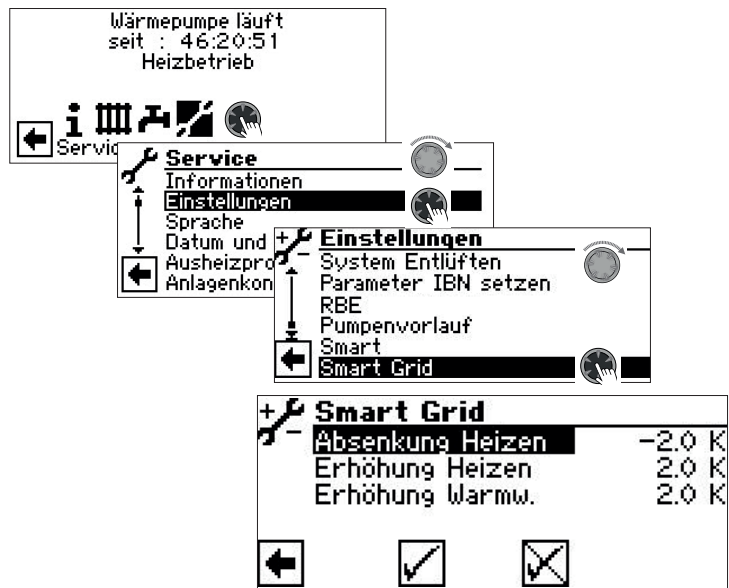 Wärmepumpe läuft
seit : 46:20:51
Heizbetrieb
Servic
Service
Informationen
Einstellungen
Sprache
Datum und
Ausheizpro
Anlagenkon
Einstellungen
System Entlüften
Parameter IBN setzen
RBE
Pumpenvorlauf
Smart
Smart Grid
Smart Grid
Absenkung Heizen -2.0 K
Erhöhung Heizen 2.0 K
Erhöhung Warmw. 2.0 K